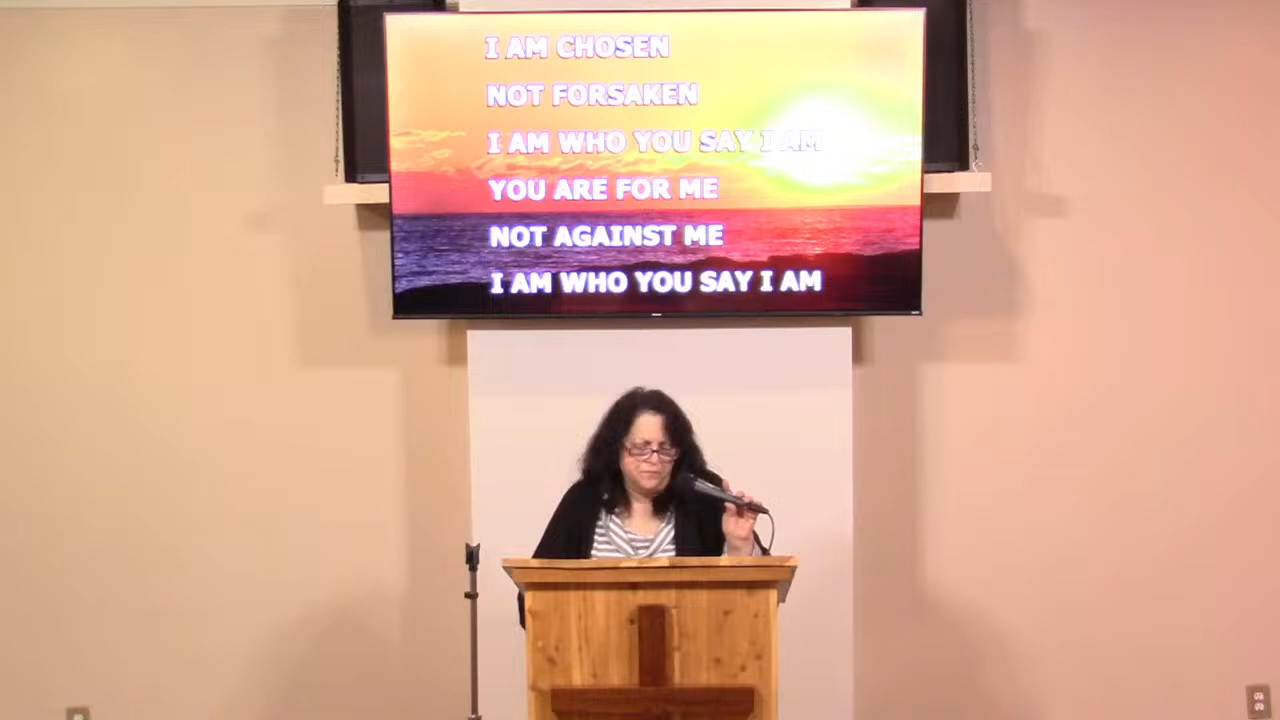 I AM CHOSEN
NOT FORSAKEN
I AM WHO YOU SAY I AM
YOU ARE FOR ME
NOT AGAINST ME
I AM WHO YOU SAY I AM